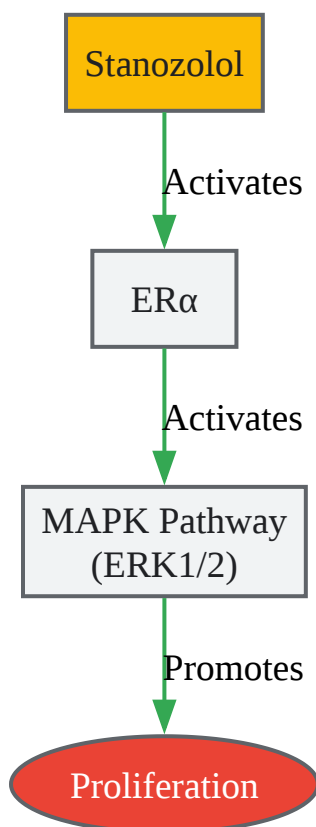 Stanozolol
Activates
ERα
Activates
MAPK Pathway
(ERK1/2)
Promotes
Proliferation